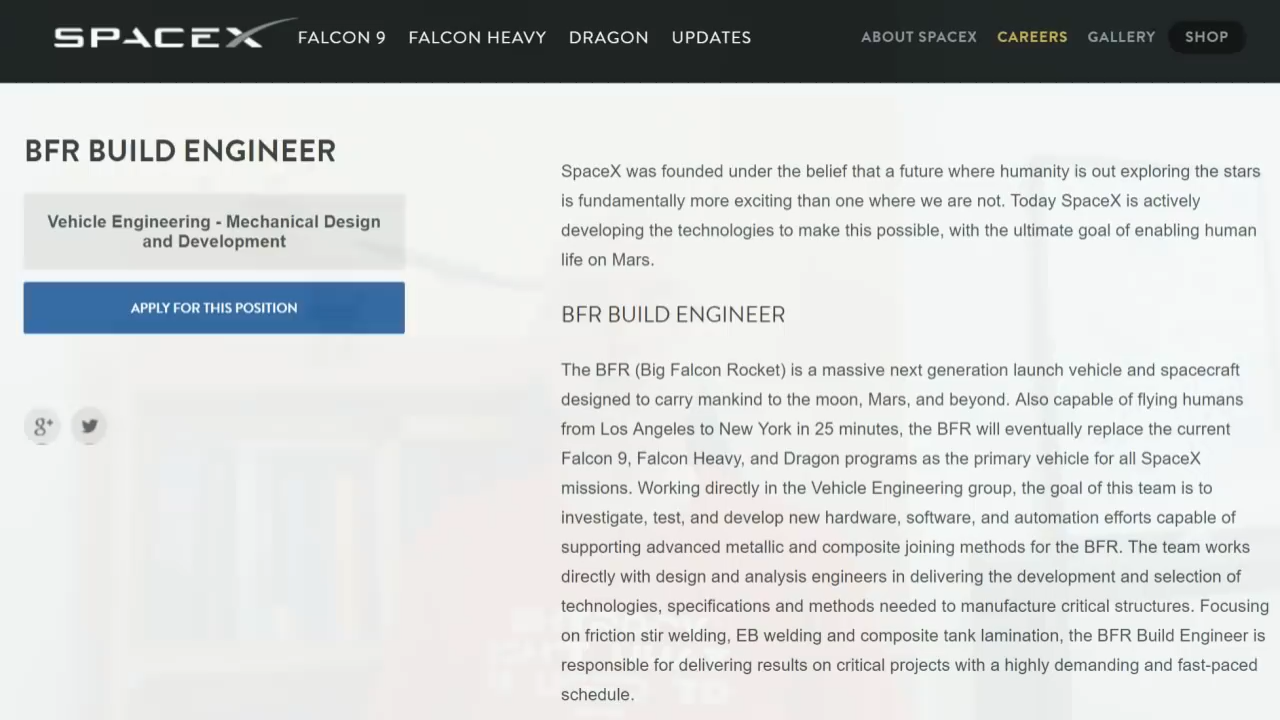 SPACEX
FALCON 9 FALCON HEAVY DRAGON UPDATES
ABOUT SPACEX CAREERS GALLERY SHOP
BFR BUILD ENGINEER
Vehicle Engineering - Mechanical Design
and Development
APPLY FOR THIS POSITION
g+
SpaceX was founded under the belief that a future where humanity is out exploring the stars
is fundamentally more exciting than one where we are not. Today SpaceX is actively
developing the technologies to make this possible, with the ultimate goal of enabling human
life on Mars.
BFR BUILD ENGINEER
The BFR (Big Falcon Rocket) is a massive next generation launch vehicle and spacecraft
designed to carry mankind to the moon, Mars, and beyond. Also capable of flying humans
from Los Angeles to New York in 25 minutes, the BFR will eventually replace the current
Falcon 9, Falcon Heavy, and Dragon programs as the primary vehicle for all SpaceX
missions. Working directly in the Vehicle Engineering group, the goal of this team is to
investigate, test, and develop new hardware, software, and automation efforts capable of
supporting advanced metallic and composite joining methods for the BFR. The team works
directly with design and analysis engineers in delivering the development and selection of
technologies, specifications and methods needed to manufacture critical structures. Focusing
on friction stir welding, EB welding and composite tank lamination, the BFR Build Engineer is
responsible for delivering results on critical projects with a highly demanding and fast-paced
schedule.